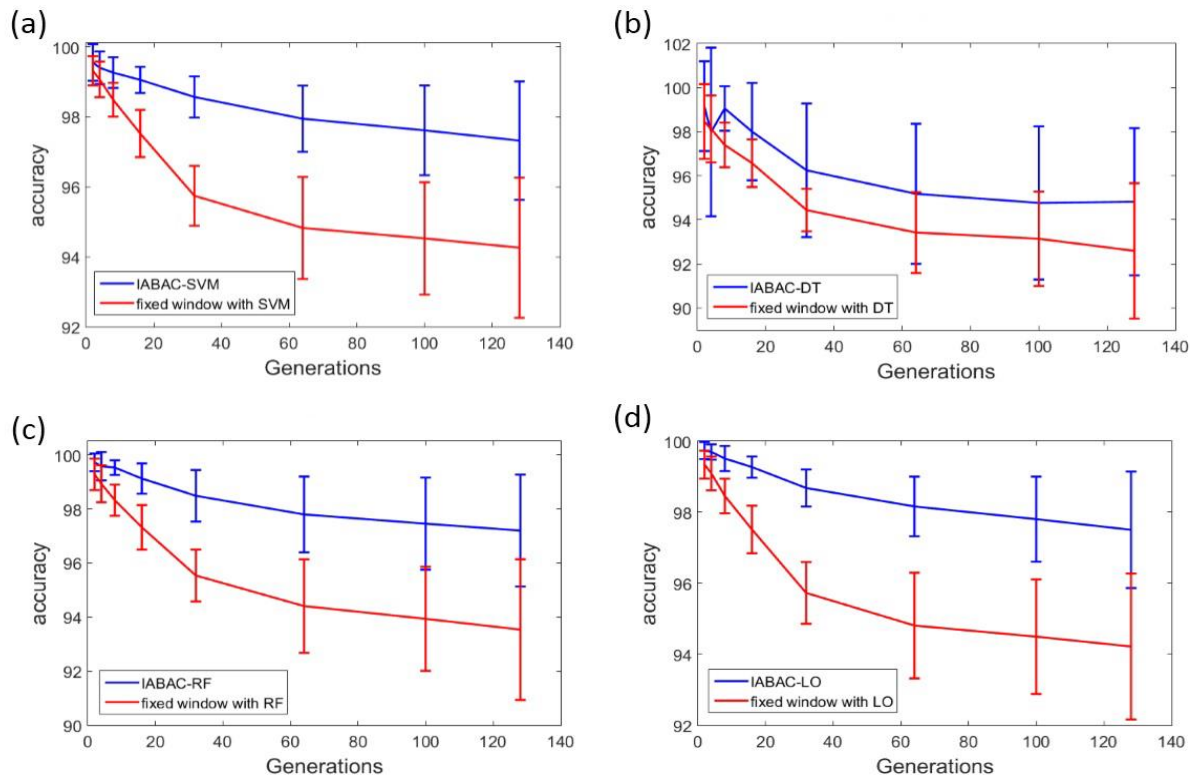 (a)
100
98
96
94
92
accuracy
IABAC-SVM
fixed window with SVM
0 20 40 60 80 100 120 140
Generations
(b)
102
100
98
96
94
92
90
accuracy
IABAC-DT
fixed window with DT
0 20 40 60 80 100 120 140
Generations
(c)
100
98
96
94
92
90
accuracy
IABAC-RF
fixed window with RF
0 20 40 60 80 100 120 140
Generations
(d)
100
98
96
94
92
accuracy
IABAC-LO
fixed window with LO
0 20 40 60 80 100 120 140
Generations